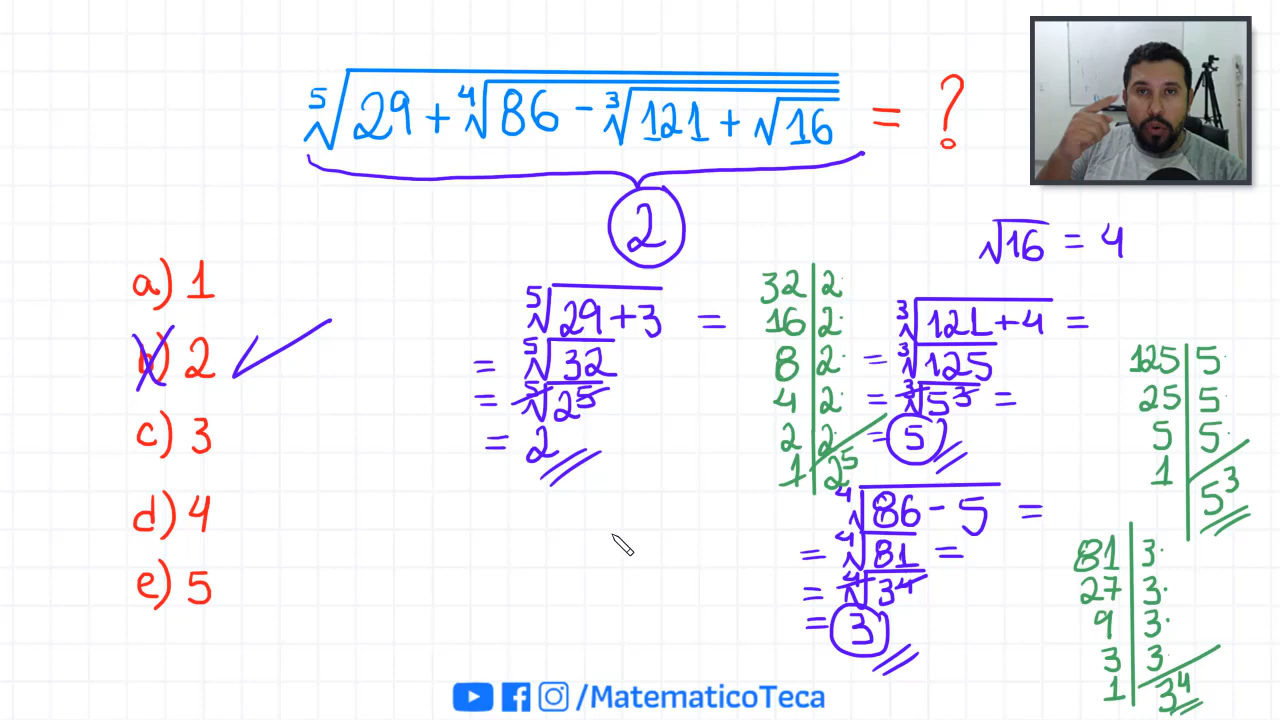 ⁵√(29 + ⁴√(86 − ³√(121 + √16))) = ?
2
√16 = 4
a) 1
b) 2
c) 3
d) 4
e) 5
⁵√(29 + 3) =
= ⁵√32
= ⁵√2⁵
= 2
32 | 2
16 | 2
8 | 2
4 | 2
2 | 2
1 | 2⁵
³√(121 + 4) =
= ³√125
= ³√5³ =
= 5
125 | 5
25 | 5
5 | 5
1
5³
⁴√(86 − 5) =
= ⁴√81 =
= ⁴√3⁴
= 3
81 | 3
27 | 3
9 | 3
3 | 3
1 | 3⁴
/MatematicoTeca